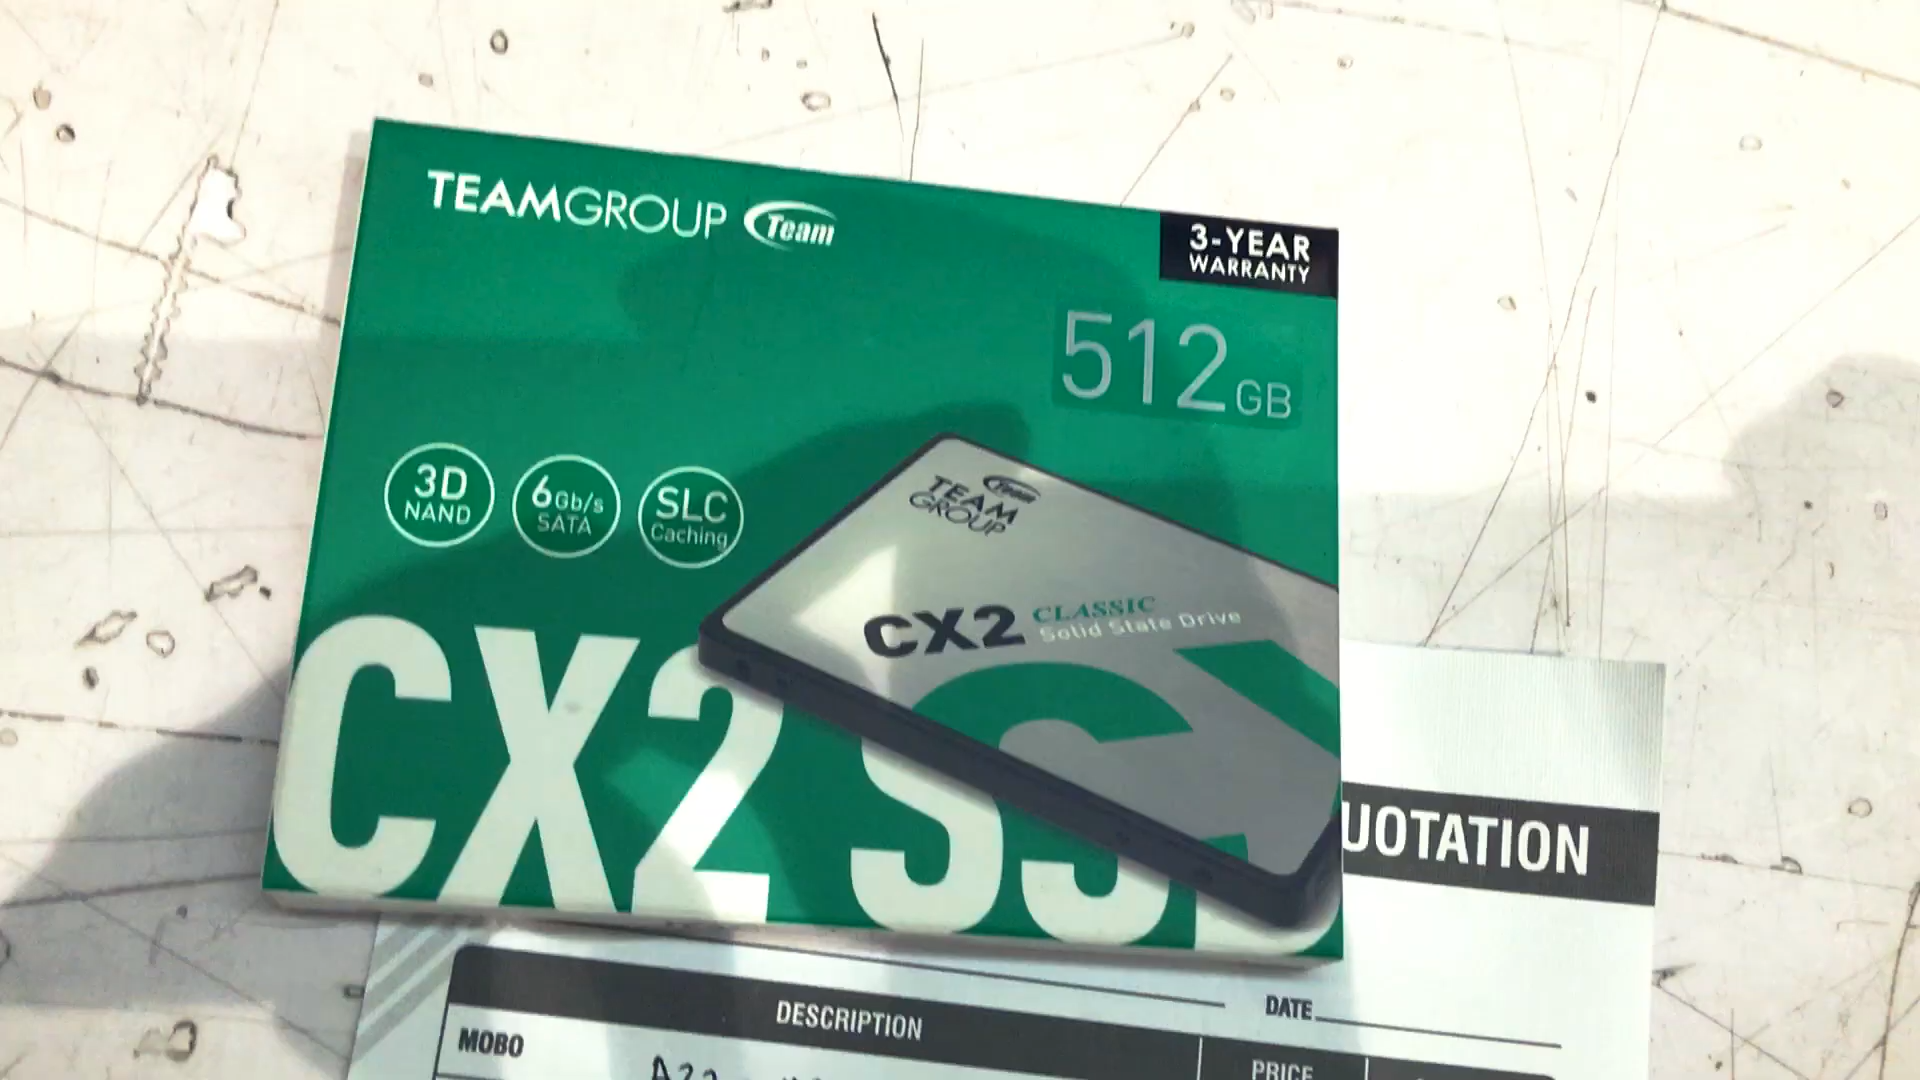 TEAMGROUP Team
3-YEAR
WARRANTY
512GB
3D
NAND
6Gb/s
SATA
SLC
Caching
Team
TEAM
GROUP
CX2 CLASSIC
Solid State Drive
CX2 SSD
UOTATION
DATE
DESCRIPTION
PRICE
MOBO